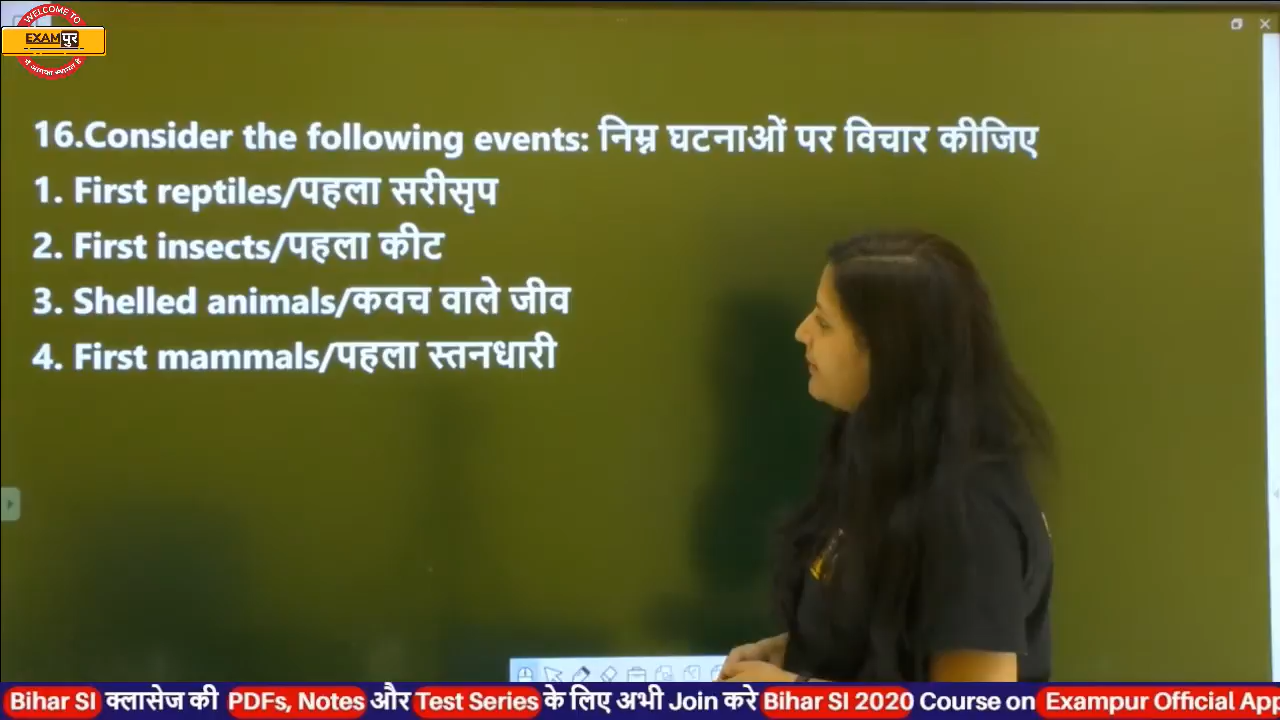 WELCOME TO
EXAMपुर
16.Consider the following events: निम्न घटनाओं पर विचार कीजिए
1. First reptiles/पहला सरीसृप
2. First insects/पहला कीट
3. Shelled animals/कवच वाले जीव
4. First mammals/पहला स्तनधारी
Bihar SI क्लासेज की PDFs, Notes और Test Series के लिए अभी Join करे Bihar SI 2020 Course on Exampur Official App